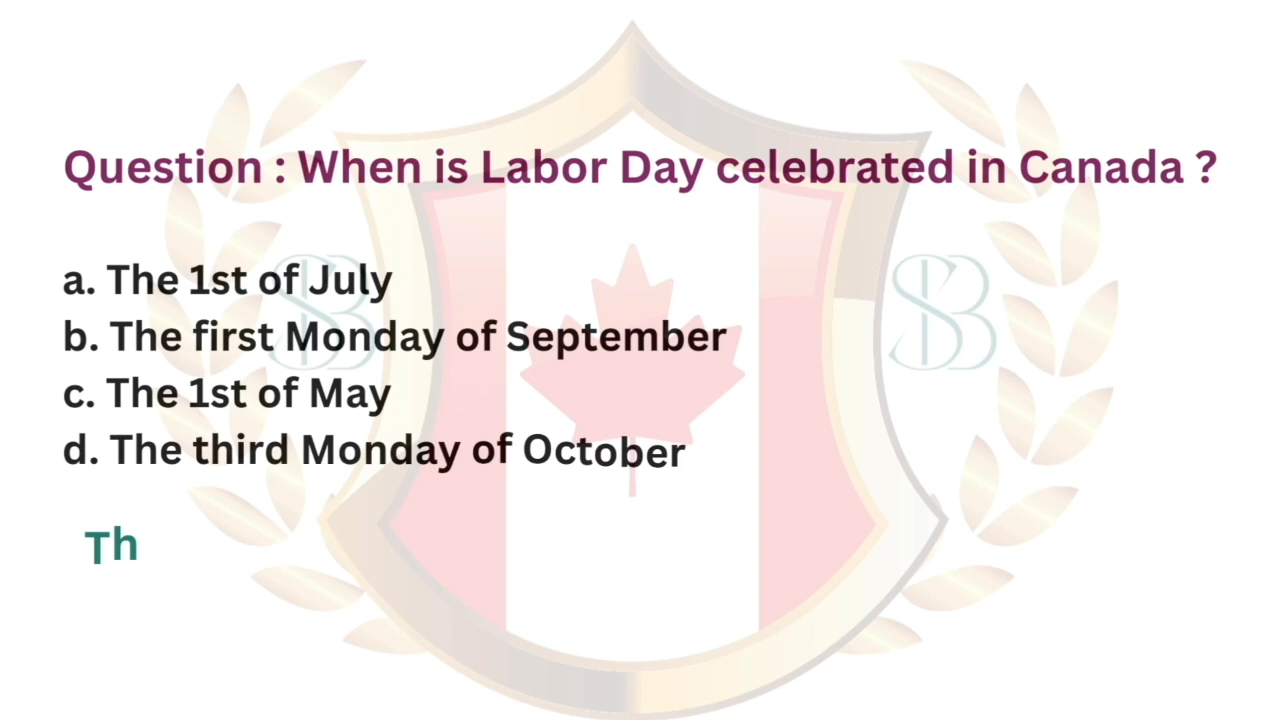 Question : When is Labor Day celebrated in Canada ?
a. The 1st of July
b. The first Monday of September
c. The 1st of May
d. The third Monday of October
Th